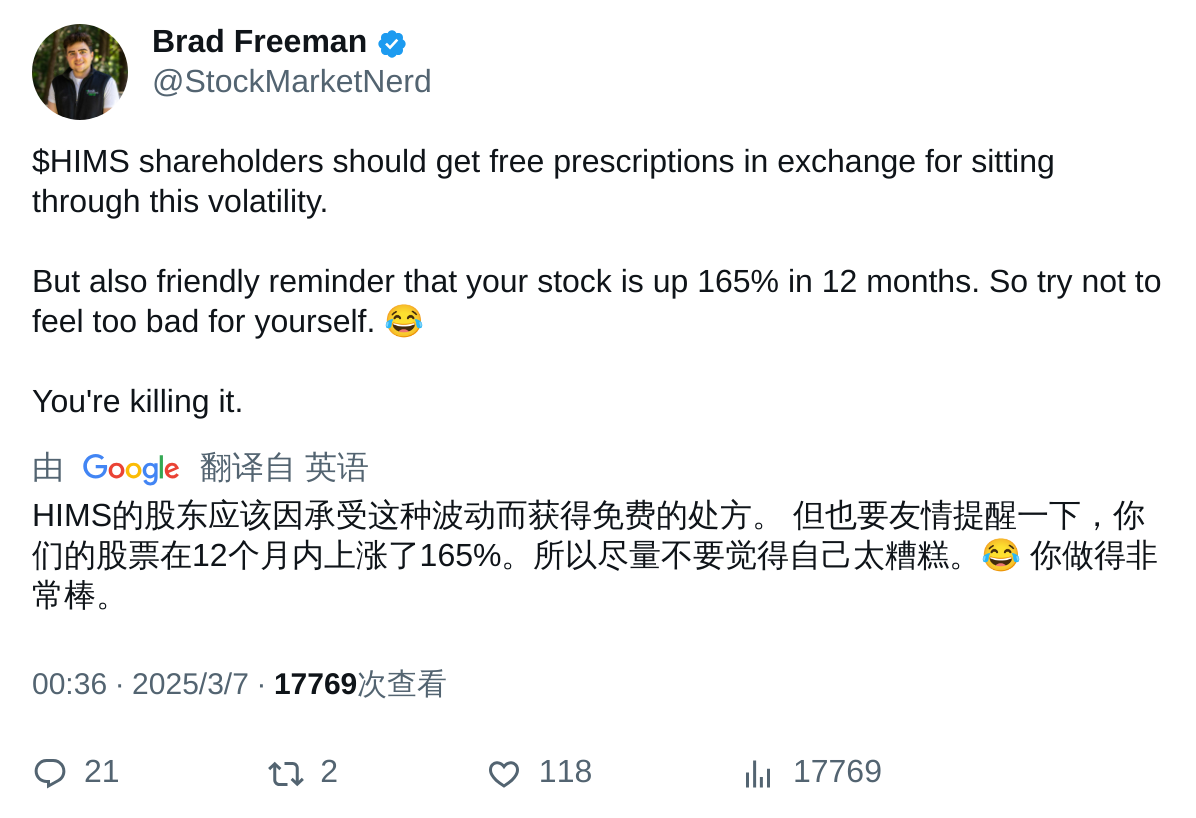 Brad Freeman
@StockMarketNerd
$HIMS shareholders should get free prescriptions in exchange for sitting
through this volatility.
But also friendly reminder that your stock is up 165% in 12 months. So try not to
feel too bad for yourself. 😂
You're killing it.
由 Google 翻译自 英语
HIMS的股东应该因承受这种波动而获得免费的处方。 但也要友情提醒一下，你
们的股票在12个月内上涨了165%。所以尽量不要觉得自己太糟糕。😂 你做得非
常棒。
00:36 · 2025/3/7 · 17769次查看
21 2 118 17769